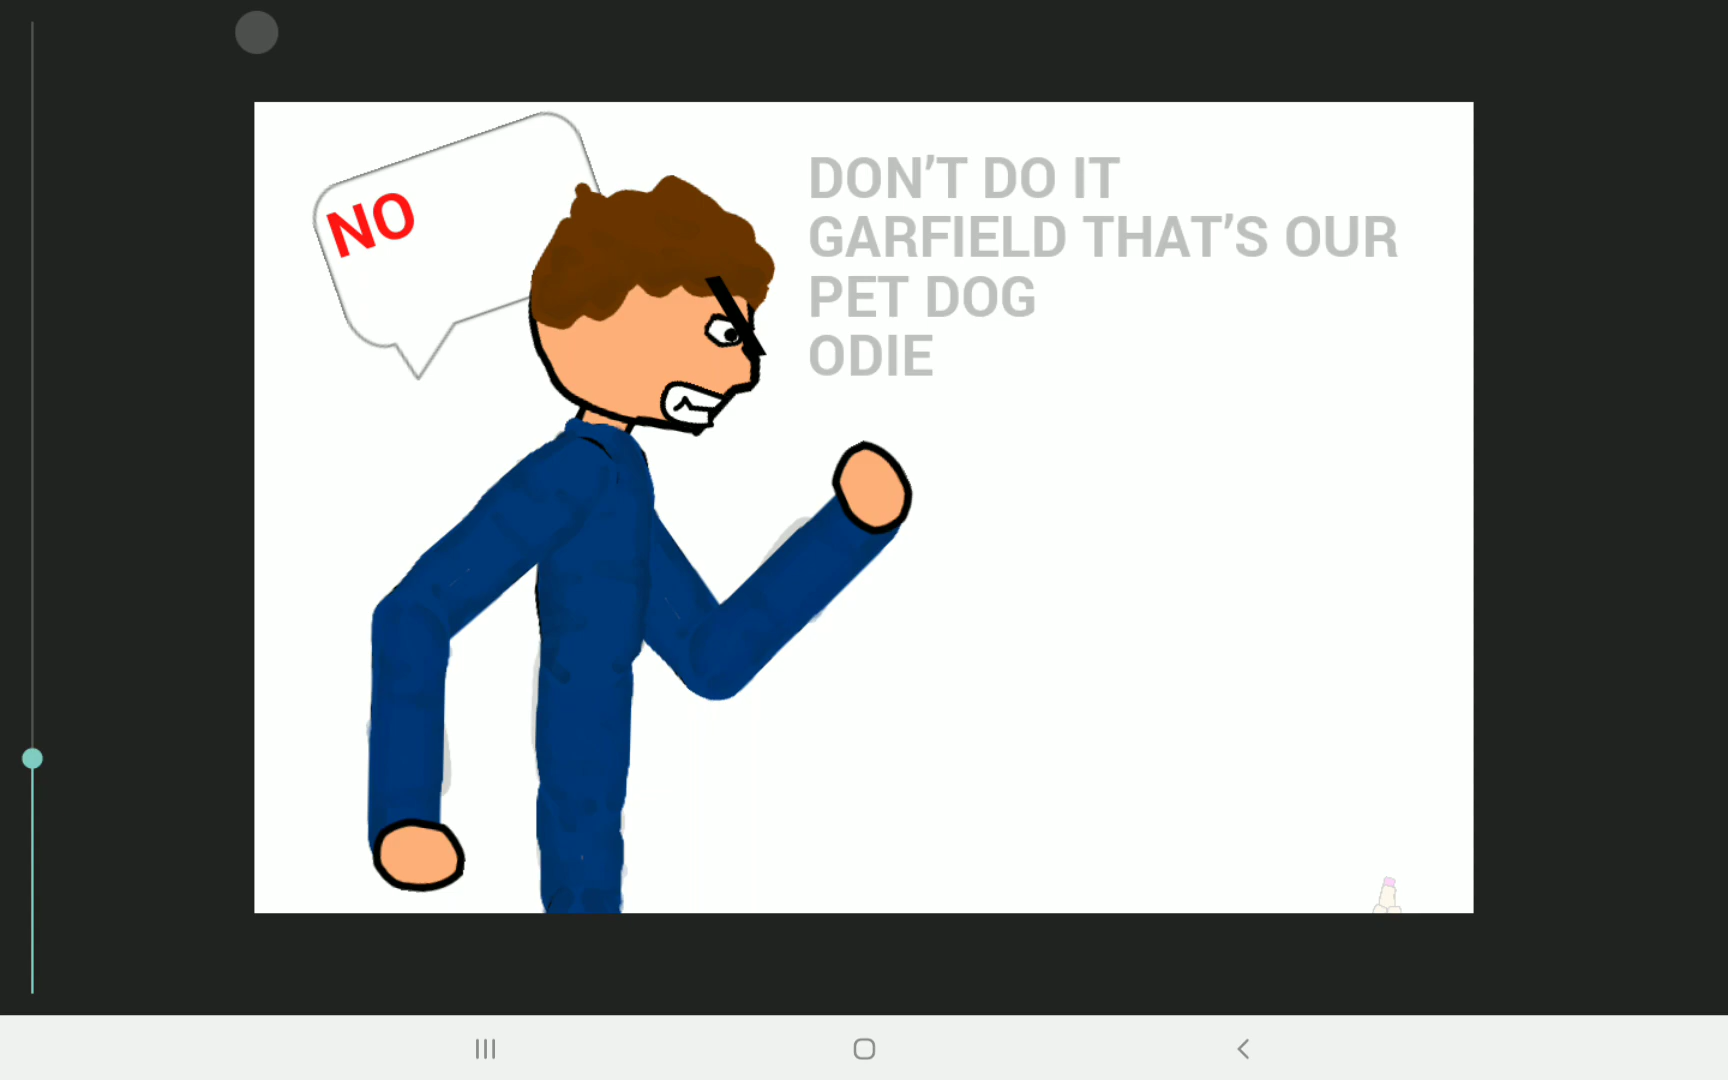 NO
DON’T DO IT
GARFIELD THAT’S OUR
PET DOG
ODIE